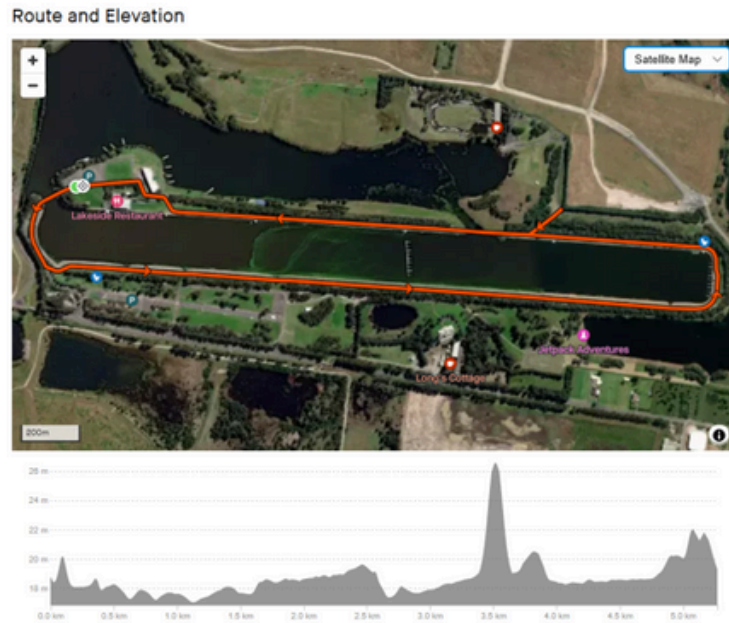 Route and Elevation
+
Satellite Map
−
P
H
Lakeside Restaurant
P
Jetpack Adventures
Long's Cottage
200m
26 m
24 m
22 m
20 m
18 m
0.0 km 0.5 km 1.0 km 1.5 km 2.0 km 2.5 km 3.0 km 3.5 km 4.0 km 4.5 km 5.0 km